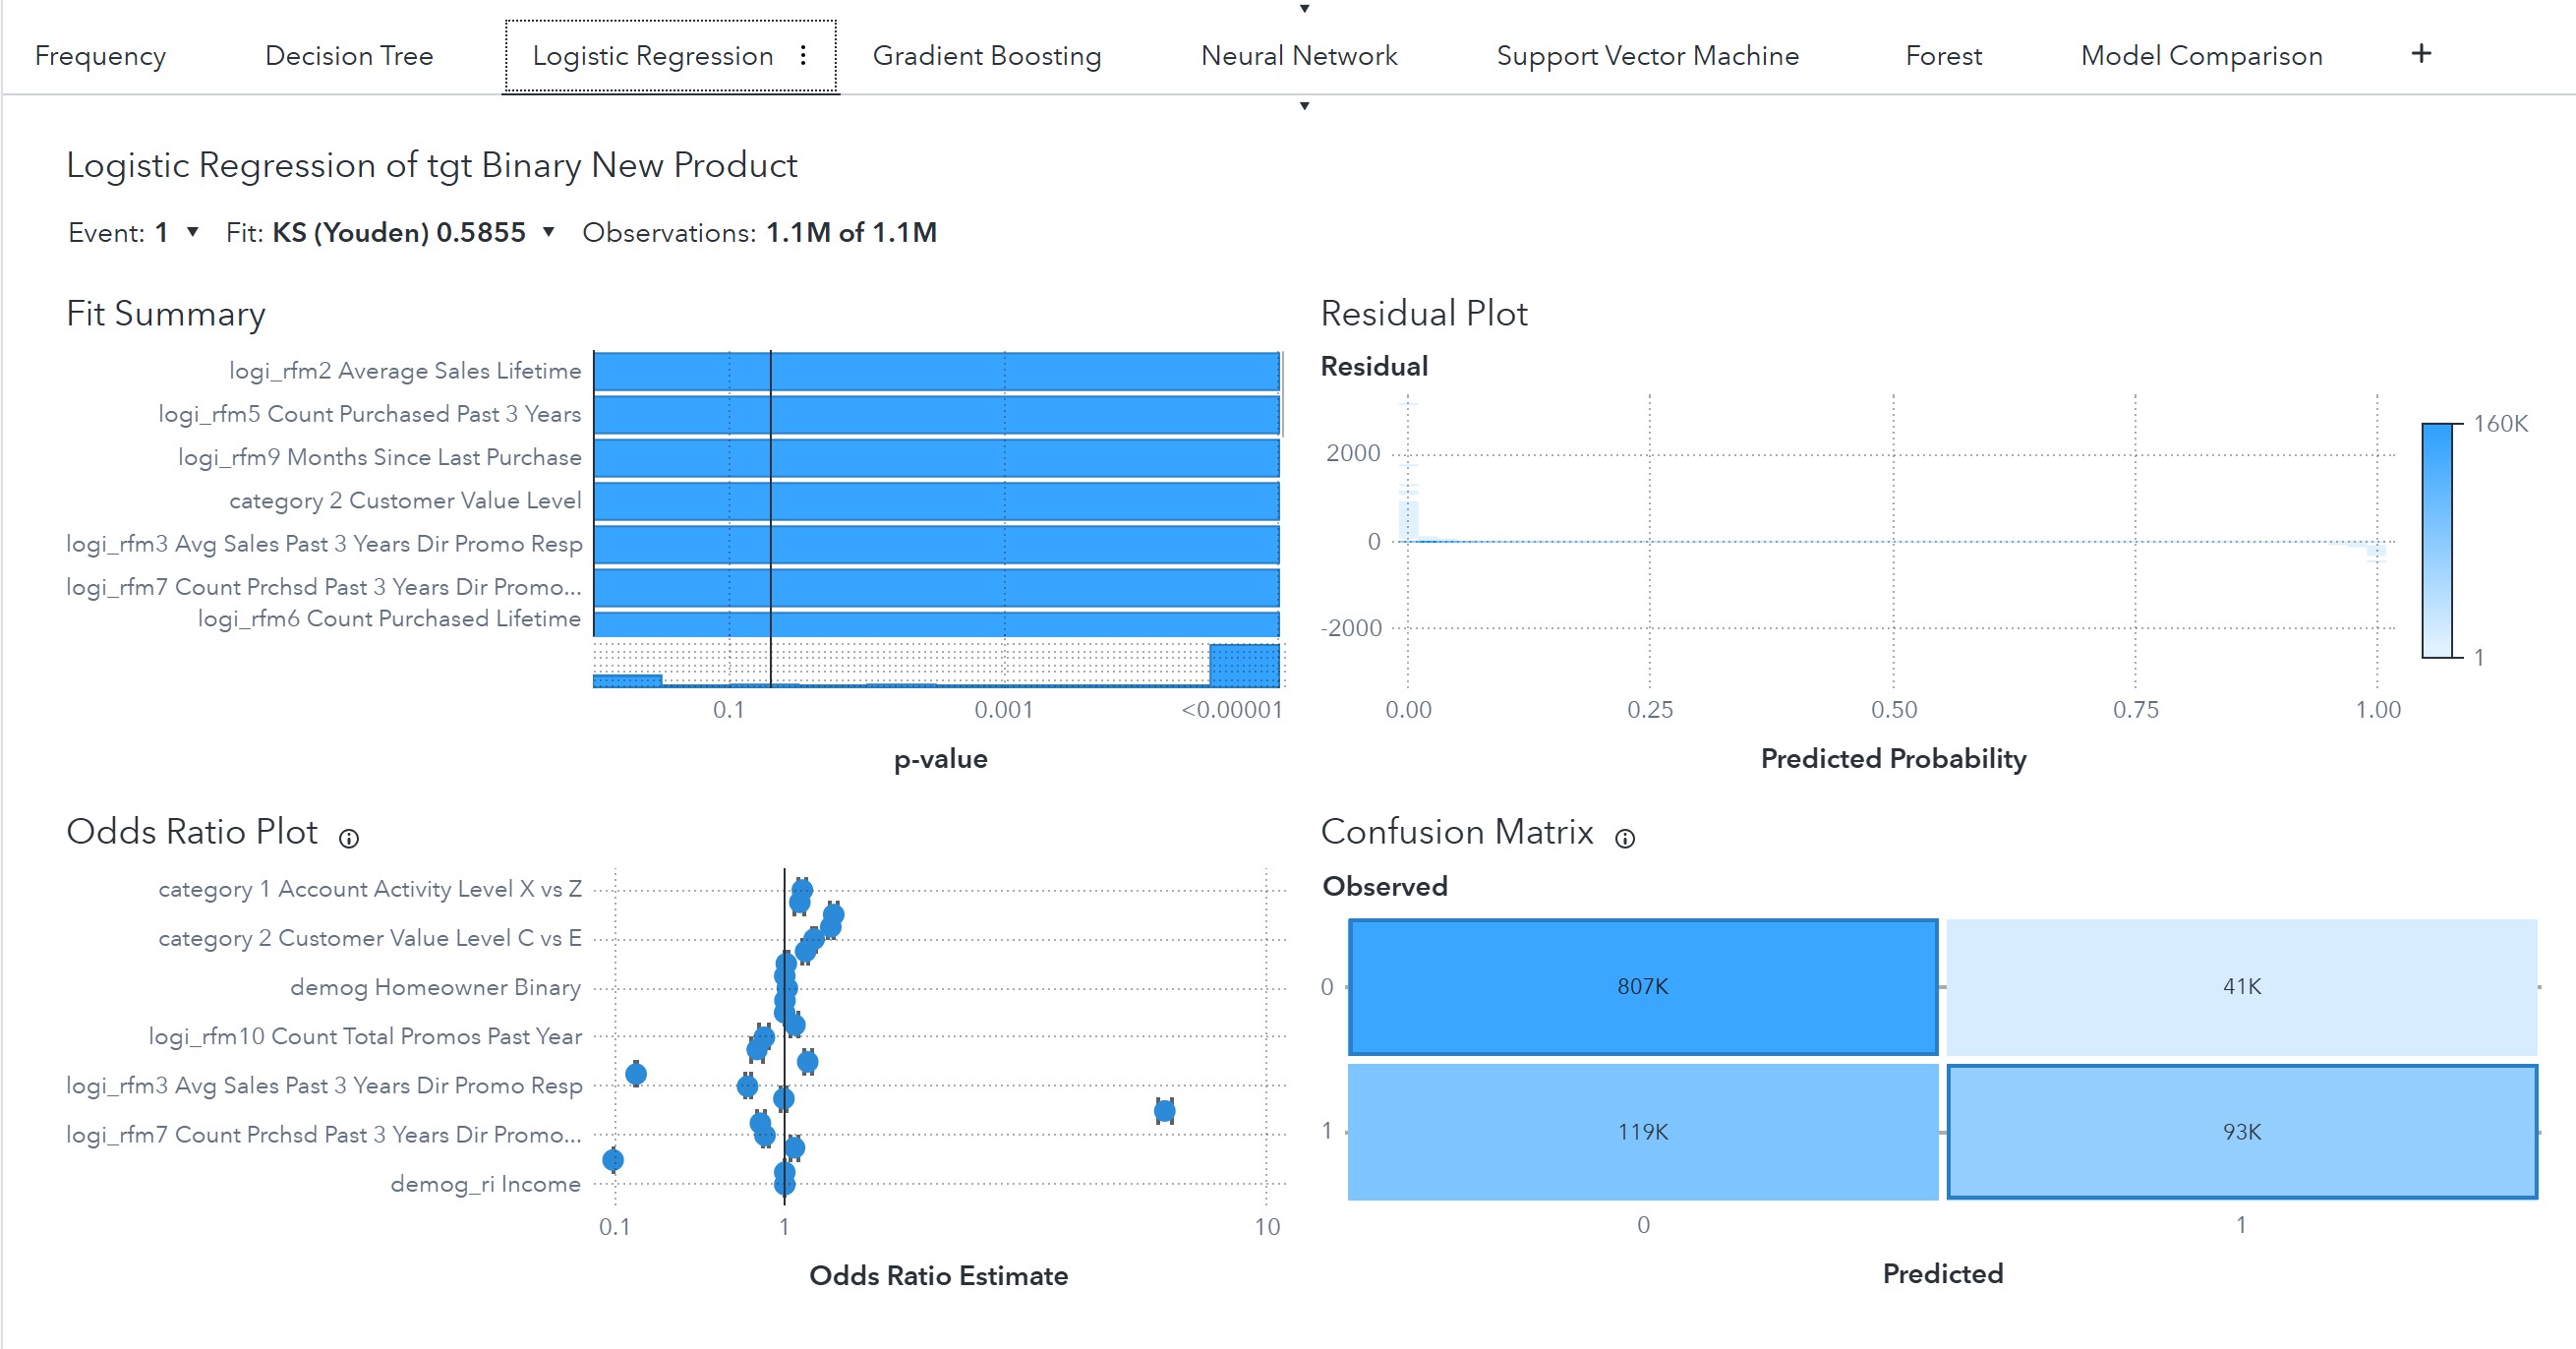 Frequency
Decision Tree
Logistic Regression
Gradient Boosting
Neural Network
Support Vector Machine
Forest
Model Comparison
+
Logistic Regression of tgt Binary New Product
Event: 1 Fit: KS (Youden) 0.5855 Observations: 1.1M of 1.1M
Fit Summary
logi_rfm2 Average Sales Lifetime
logi_rfm5 Count Purchased Past 3 Years
logi_rfm9 Months Since Last Purchase
category 2 Customer Value Level
logi_rfm3 Avg Sales Past 3 Years Dir Promo Resp
logi_rfm7 Count Prchsd Past 3 Years Dir Promo...
logi_rfm6 Count Purchased Lifetime
0.1 0.001 <0.00001
p-value
Residual Plot
Residual
2000
0
-2000
0.00 0.25 0.50 0.75 1.00
Predicted Probability
160K
1
Odds Ratio Plot
category 1 Account Activity Level X vs Z
category 2 Customer Value Level C vs E
demog Homeowner Binary
logi_rfm10 Count Total Promos Past Year
logi_rfm3 Avg Sales Past 3 Years Dir Promo Resp
logi_rfm7 Count Prchsd Past 3 Years Dir Promo...
demog_ri Income
0.1 1 10
Odds Ratio Estimate
Confusion Matrix
Observed
0 807K 41K
1 119K 93K
0 1
Predicted